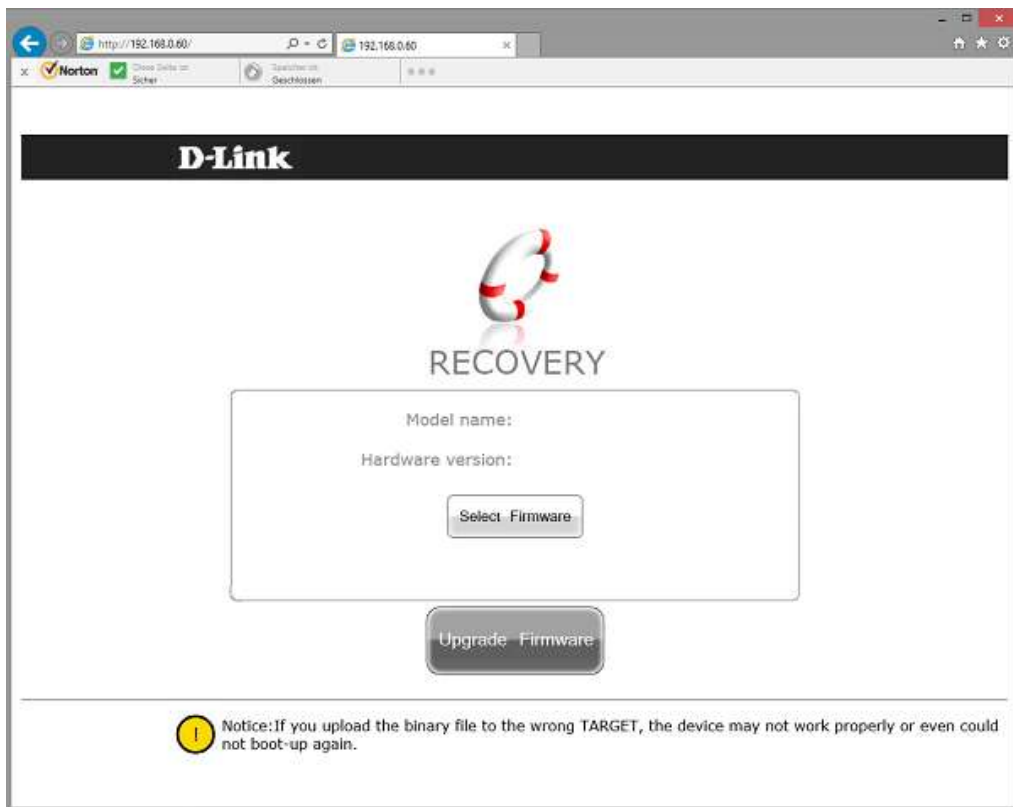 http://192.168.0.60/
192.168.0.60
Norton
Sicher
Geschlossen
D-Link
RECOVERY
Model name:
Hardware version:
Select Firmware
Upgrade Firmware
Notice:If you upload the binary file to the wrong TARGET, the device may not work properly or even could
not boot-up again.